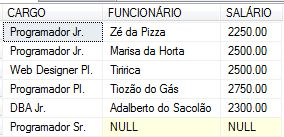 CARGO FUNCIONÁRIO SALÁRIO
Programador Jr. Zé da Pizza 2250.00
Programador Jr. Marisa da Horta 2500.00
Web Designer Pl. Tiririca 2500.00
Programador Pl. Tiozão do Gás 2750.00
DBA Jr. Adalberto do Sacolão 2300.00
Programador Sr. NULL NULL